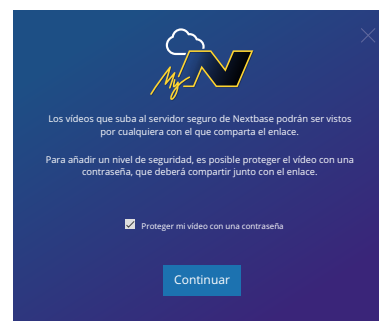 My N
Los vídeos que suba al servidor seguro de Nextbase podrán ser vistos
por cualquiera con el que comparta el enlace.
Para añadir un nivel de seguridad, es posible proteger el vídeo con una
contraseña, que deberá compartir junto con el enlace.
Proteger mi vídeo con una contraseña
Continuar